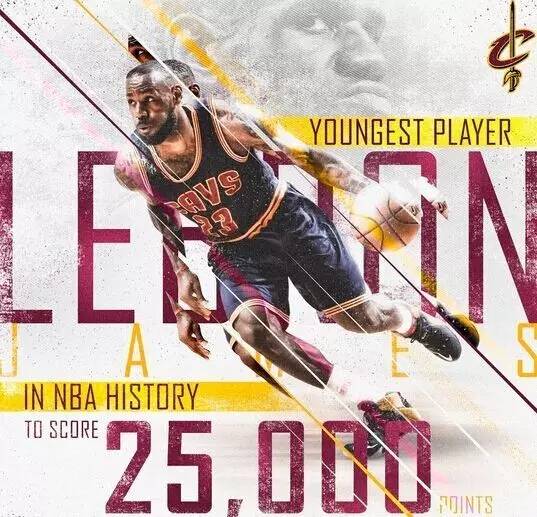 YOUNGEST PLAYER
LEBRON
CAVS
23
JAMES
IN NBA HISTORY
TO SCORE
25,000
POINTS